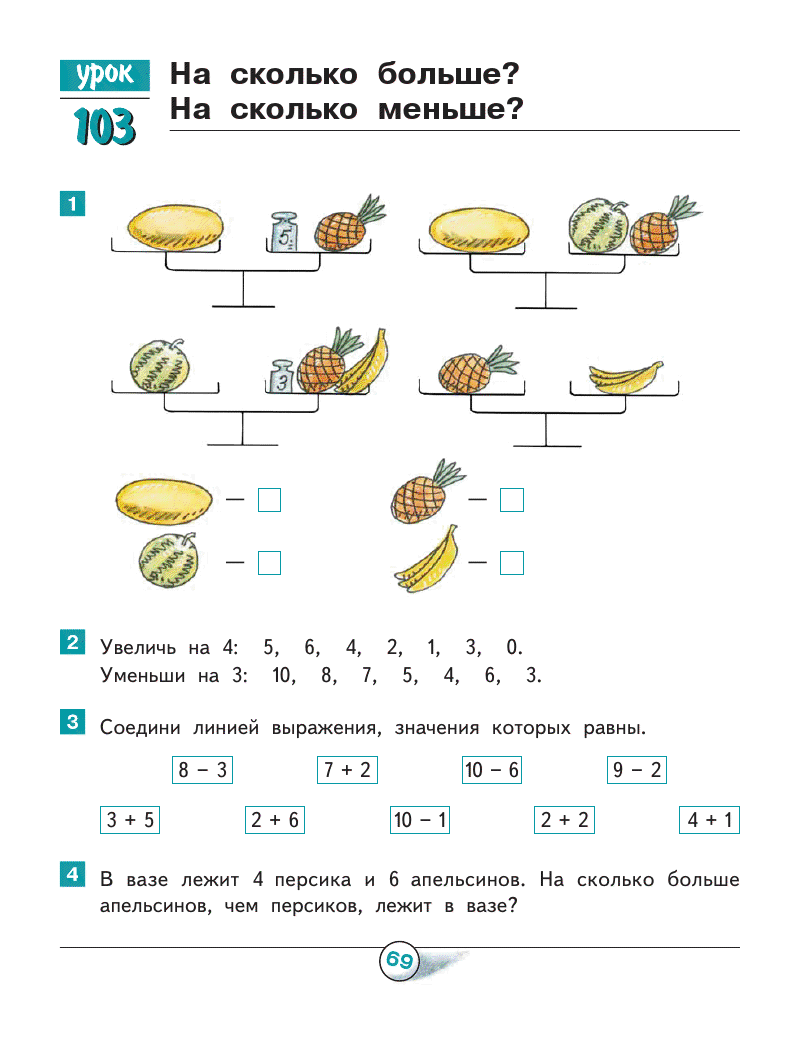 урок
103
На сколько больше?
На сколько меньше?
1
5
3
–
–
–
–
2 Увеличь на 4: 5, 6, 4, 2, 1, 3, 0.
Уменьши на 3: 10, 8, 7, 5, 4, 6, 3.
3 Соедини линией выражения, значения которых равны.
8 – 3 7 + 2 10 – 6 9 – 2
3 + 5 2 + 6 10 – 1 2 + 2 4 + 1
4 В вазе лежит 4 персика и 6 апельсинов. На сколько больше
апельсинов, чем персиков, лежит в вазе?
69